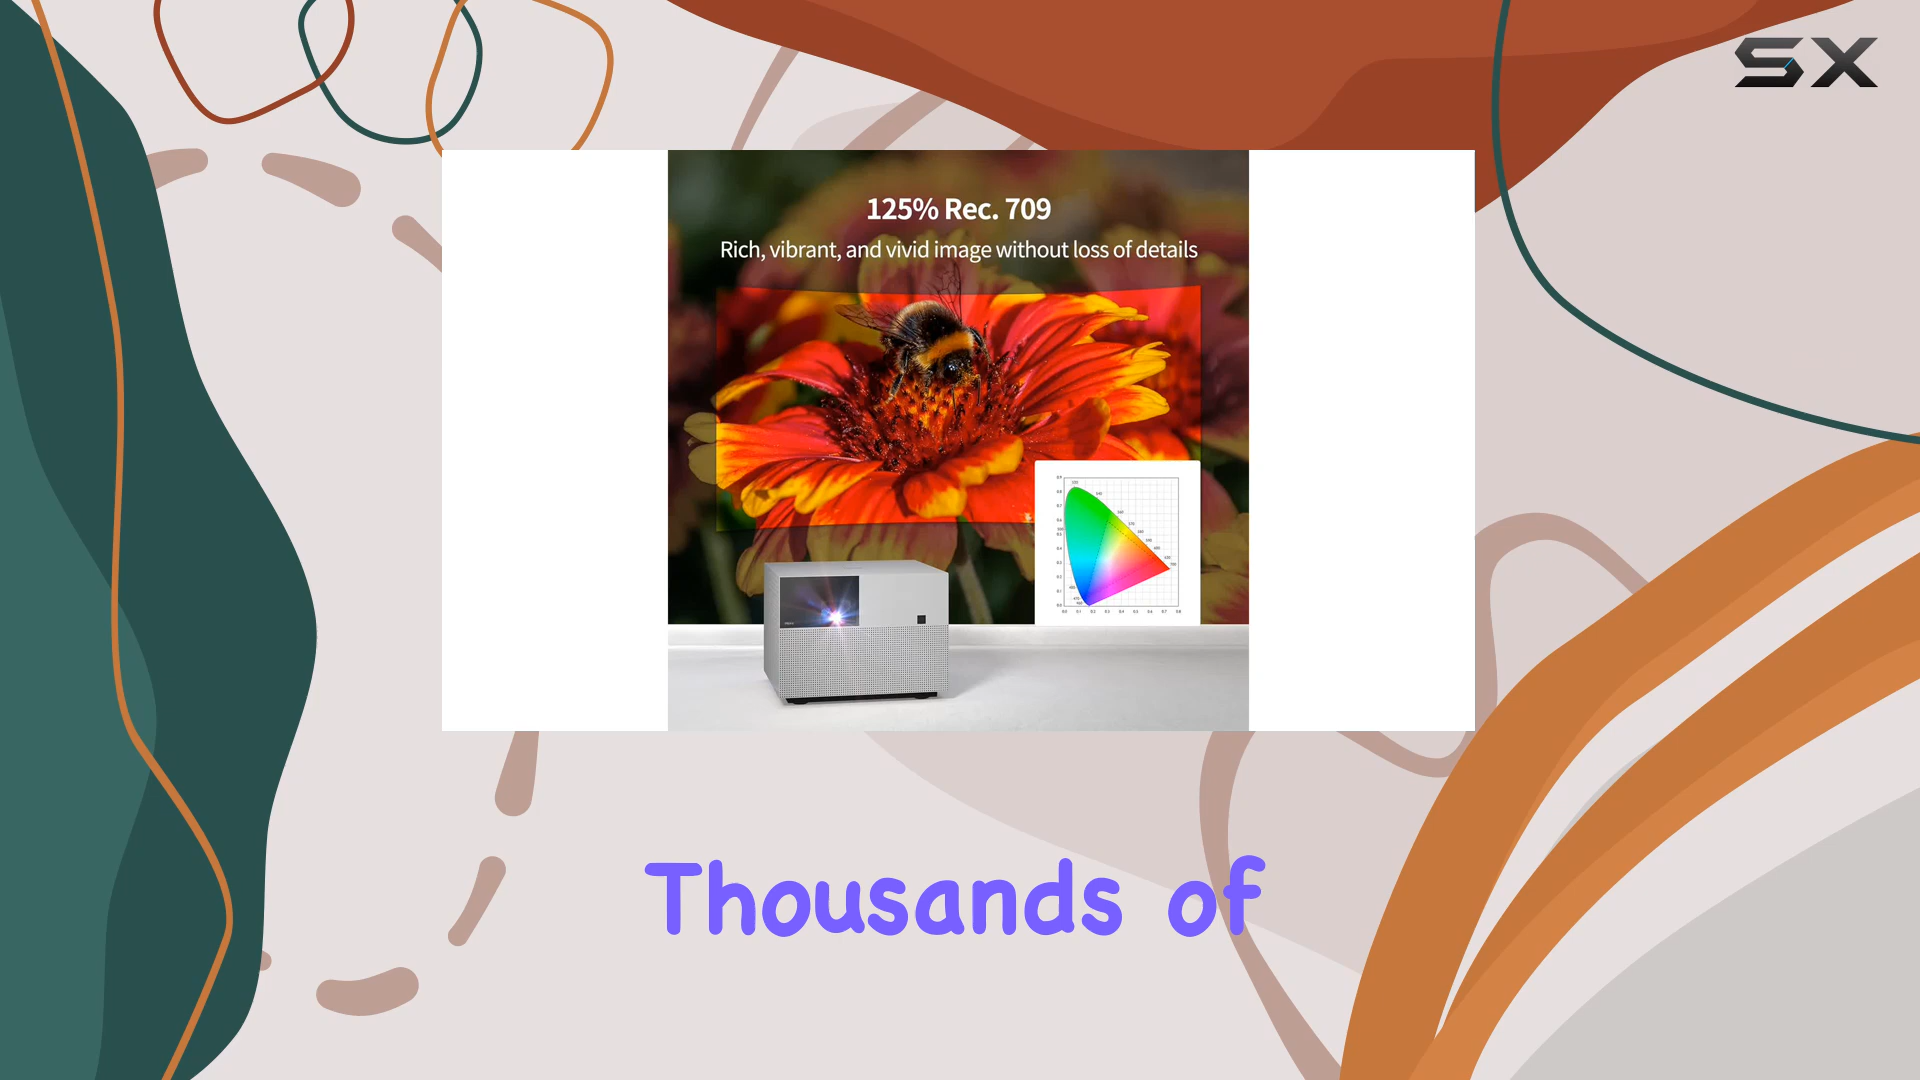 SX
125% Rec. 709
Rich, vibrant, and vivid image without loss of details
Thousands of